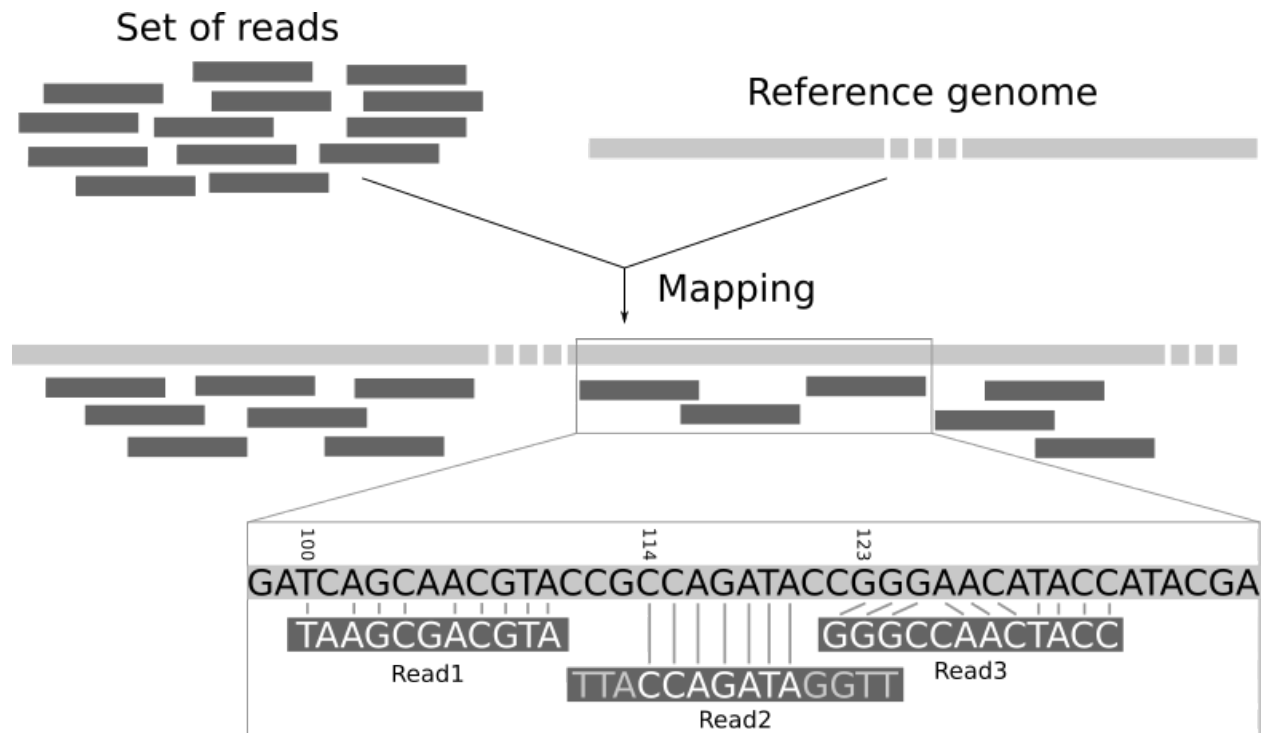 Set of reads
Reference genome
Mapping
100 114 123
GATCAGCAACGTACCGCCAGATACCGGGAACATACCATACGA
TAAGCGACGTA
GGGCCAACTACC
Read1
Read3
TTACCAGATAGGTT
Read2